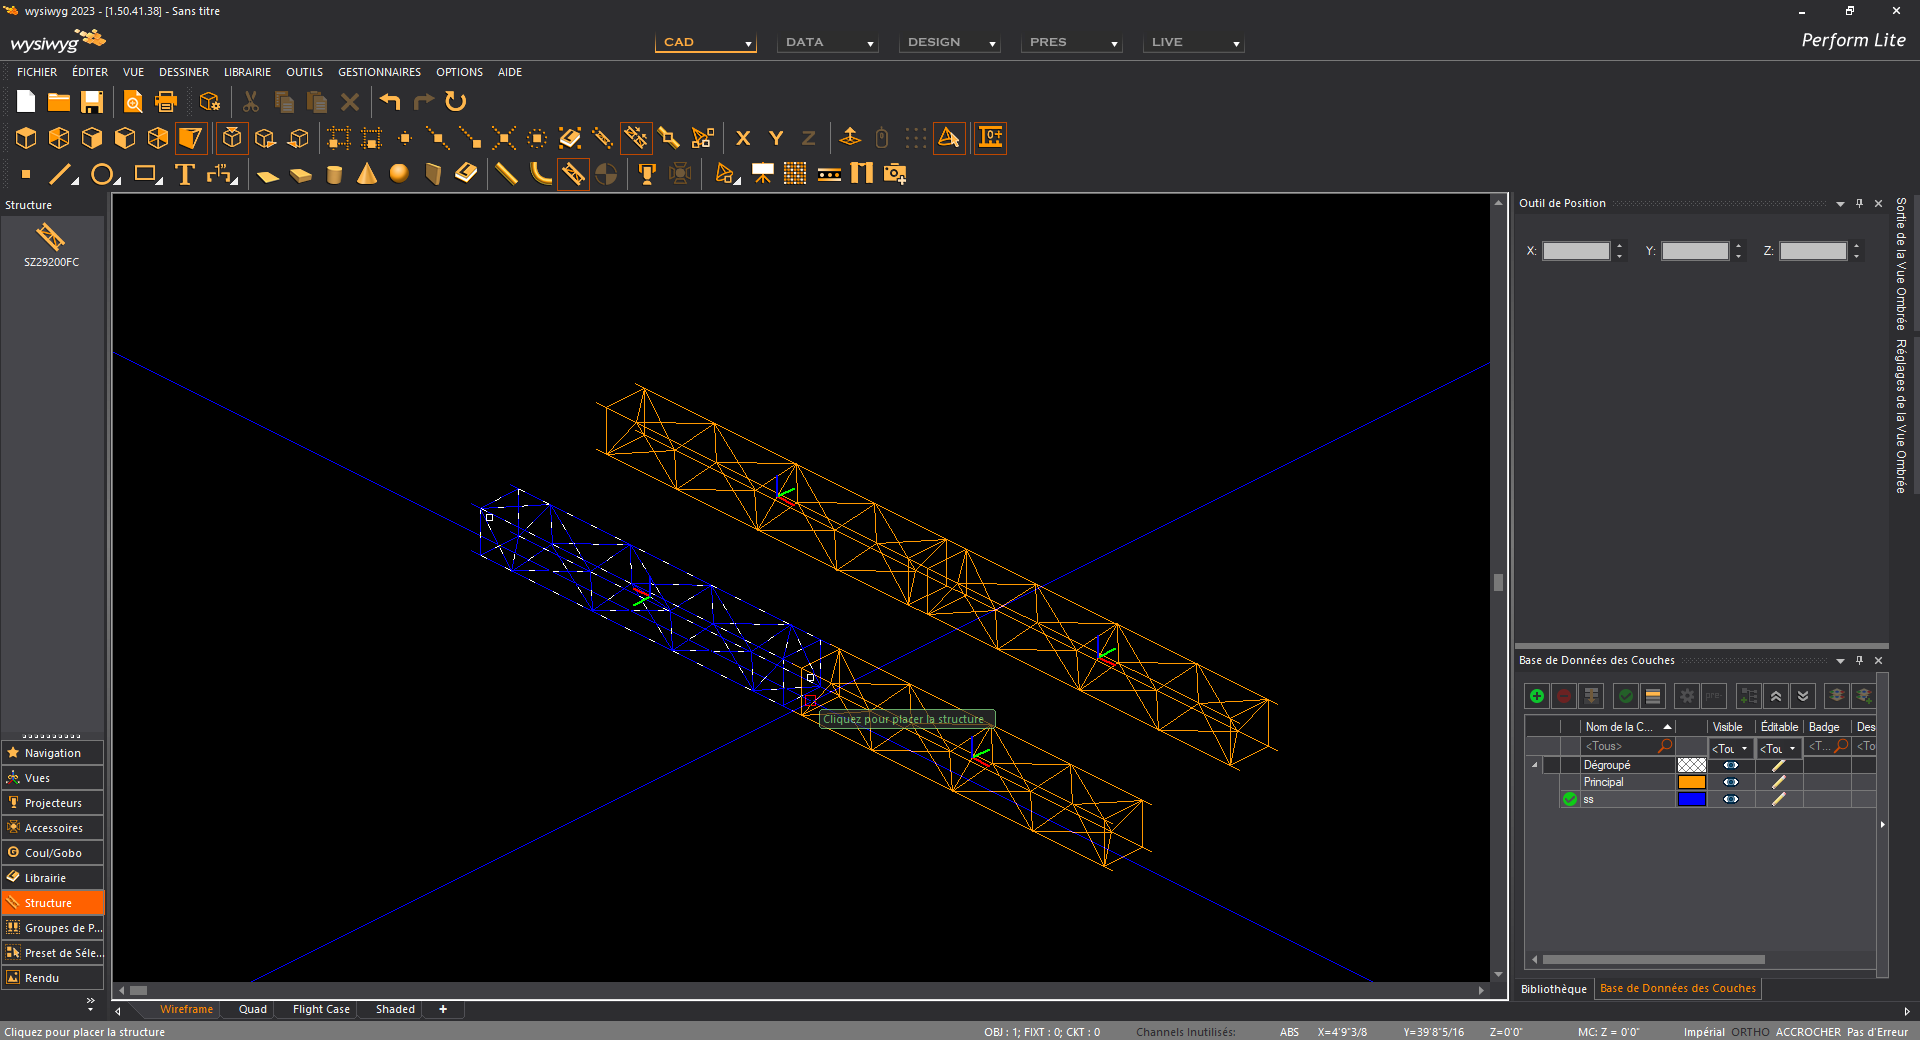 wysiwyg 2023 - [1.50.41.38] - Sans titre
wysiwyg
CAD
DATA
DESIGN
PRES
LIVE
Perform Lite
FICHIER
ÉDITER
VUE
DESSINER
LIBRAIRIE
OUTILS
GESTIONNAIRES
OPTIONS
AIDE
X
Y
Z
T
Structure
SZ29200FC
Navigation
Vues
Projecteurs
Accessoires
Coul/Gobo
Librairie
Structure
Groupes de P...
Preset de Séle...
Rendu
Cliquez pour placer la structure
Outil de Position
X:
Y:
Z:
Sortie de la Vue Ombrée
Réglages de la Vue Ombrée
Base de Données des Couches
pre-
Nom de la C...
Visible
Éditable
Badge
Des
<Tous>
<Tou
<Tou
<T...
<To
Dégroupé
Principal
ss
Bibliothèque
Base de Données des Couches
Wireframe
Quad
Flight Case
Shaded
+
Cliquez pour placer la structure
OBJ : 1; FIXT : 0; CKT : 0
Channels Inutilisés:
ABS
X=4'9"3/8
Y=39'8"5/16
Z=0'0"
MC: Z = 0'0"
Impérial
ORTHO
ACCROCHER
Pas d'Erreur